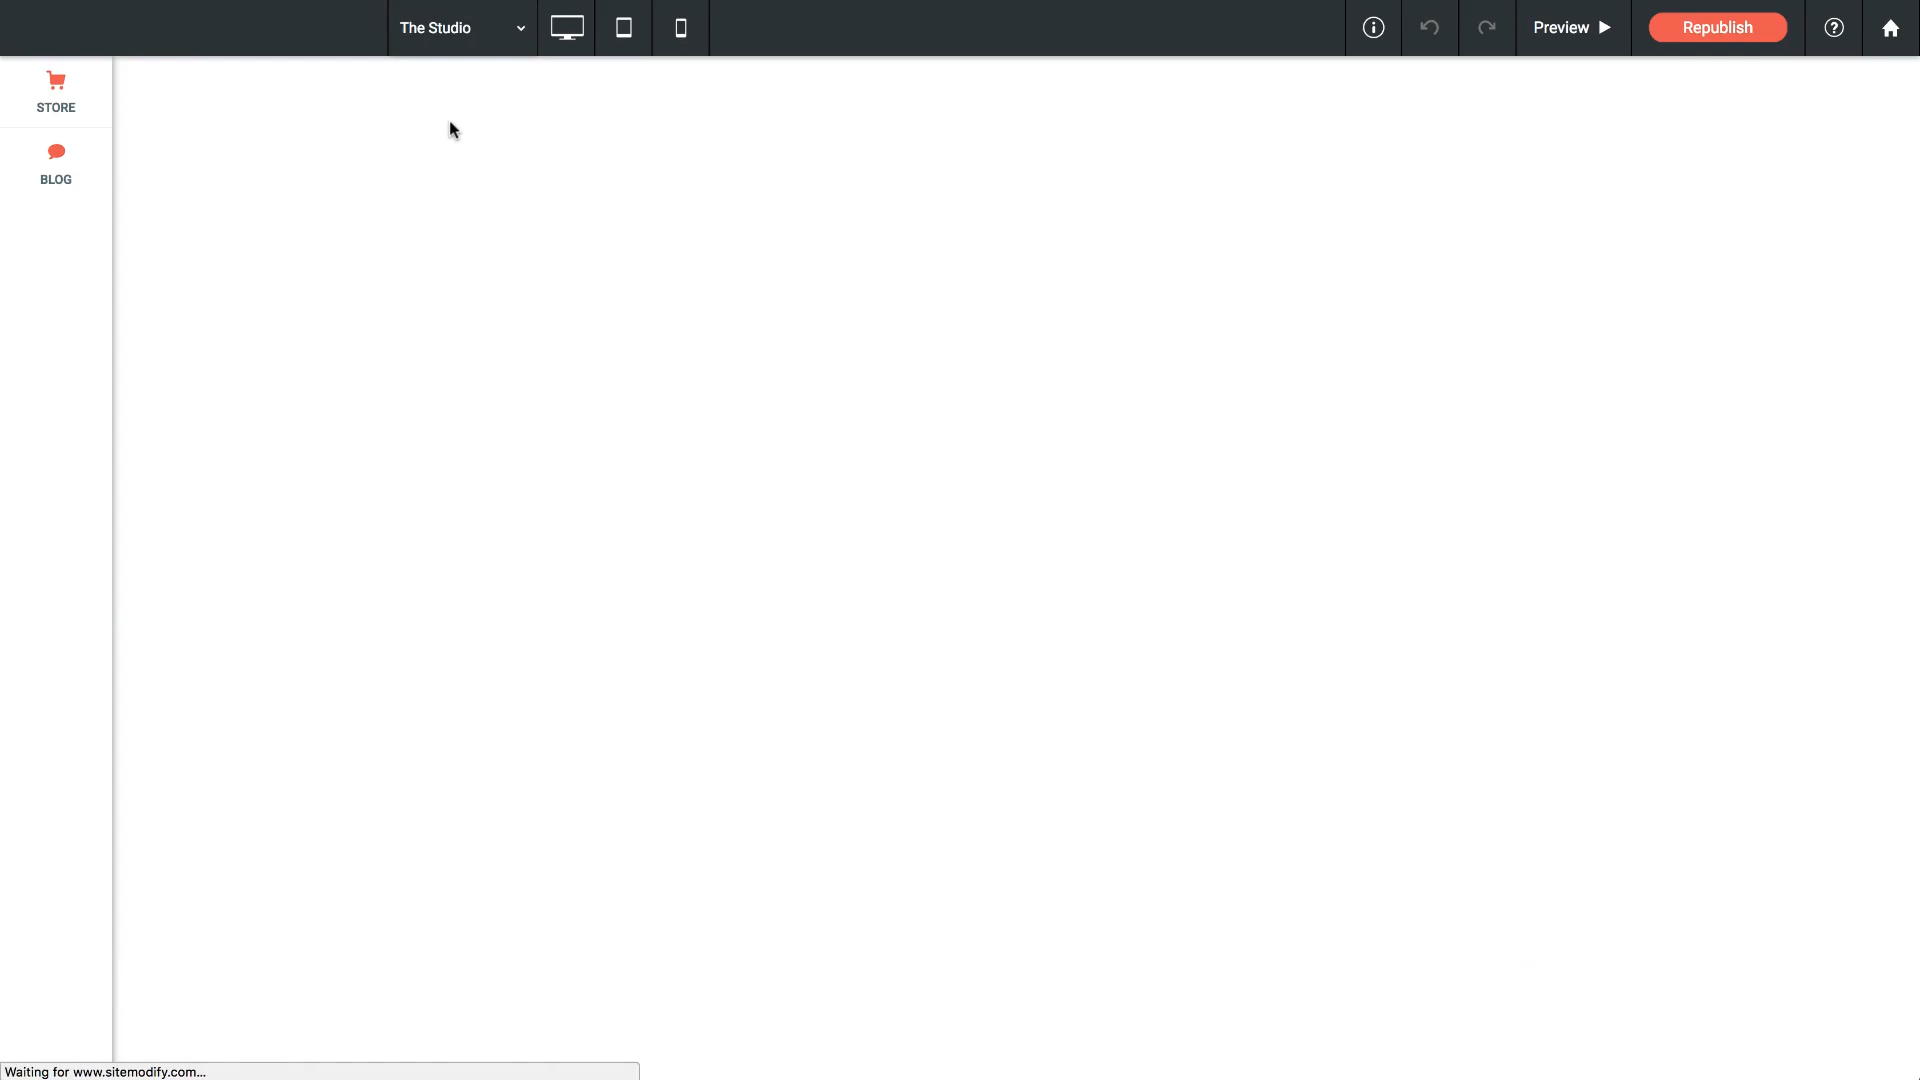 The Studio
Preview
Republish
STORE
BLOG
Waiting for www.sitemodify.com...